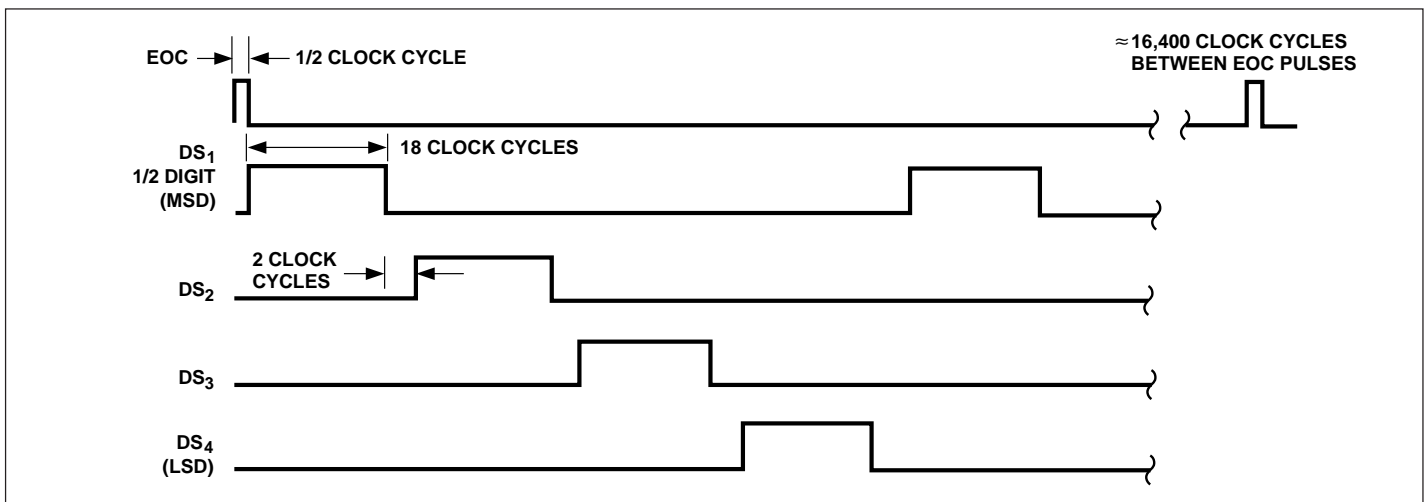 EOC
1/2 CLOCK CYCLE
≈ 16,400 CLOCK CYCLES
BETWEEN EOC PULSES
18 CLOCK CYCLES
DS1
1/2 DIGIT
(MSD)
2 CLOCK
CYCLES
DS2
DS3
DS4
(LSD)